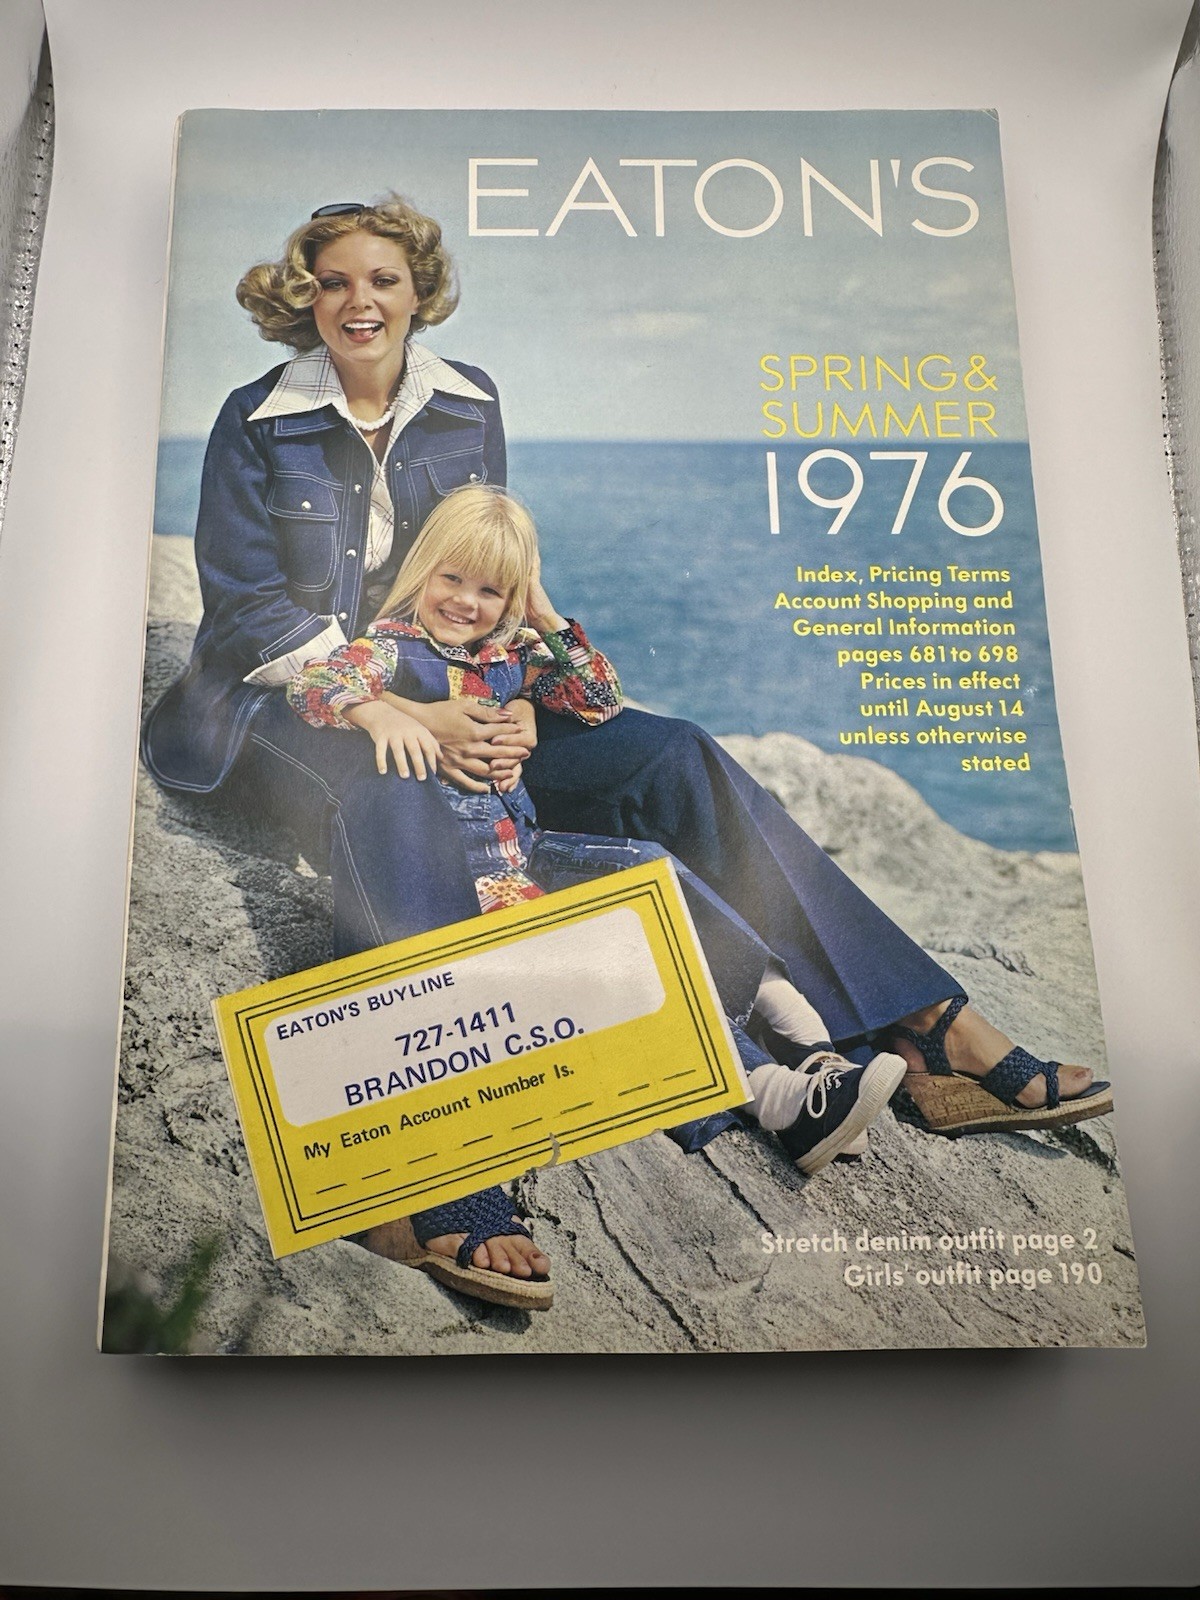 EATON'S
SPRING &
SUMMER
1976
Index, Pricing Terms
Account Shopping and
General Information
pages 681 to 698
Prices in effect
until August 14
unless otherwise
stated
EATON'S BUYLINE
727-1411
BRANDON C.S.O.
My Eaton Account Number Is.
Stretch denim outfit page 2
Girls' outfit page 190